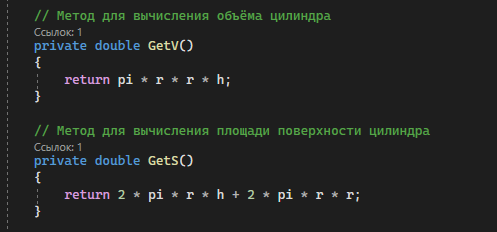 // Метод для вычисления объёма цилиндра
Ссылок: 1
private double GetV()
{
return pi * r * r * h;
}
// Метод для вычисления площади поверхности цилиндра
Ссылок: 1
private double GetS()
{
return 2 * pi * r * h + 2 * pi * r * r;
}